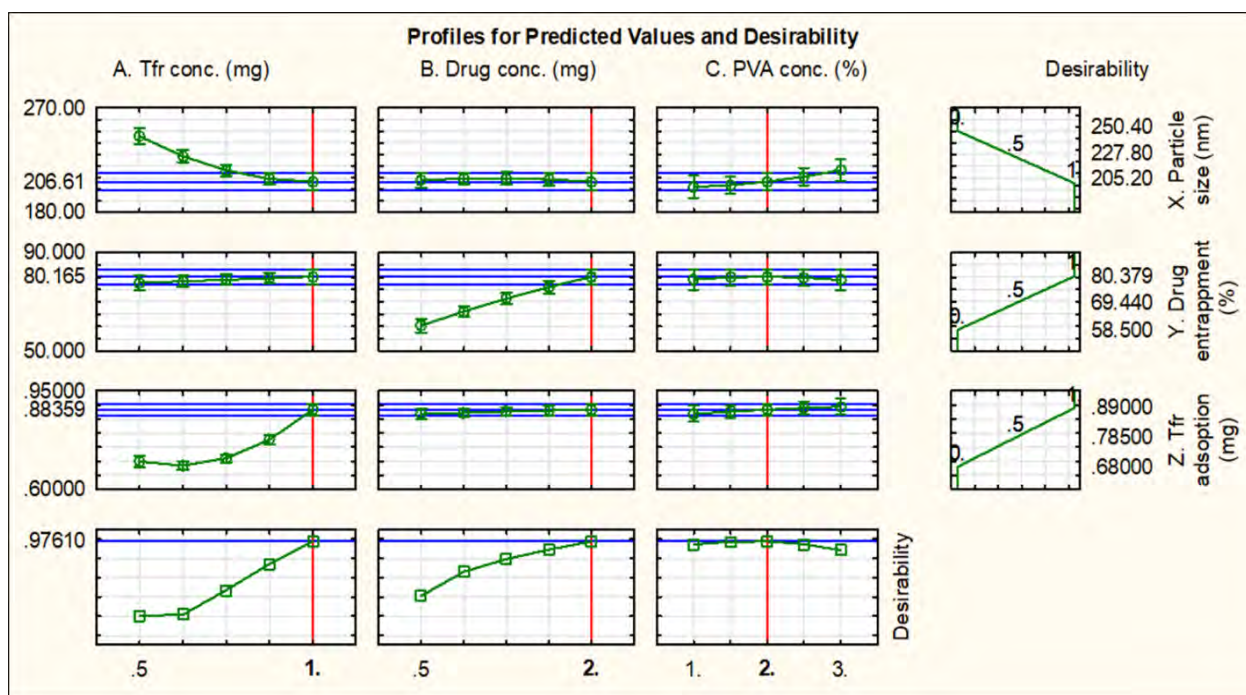 Profiles for Predicted Values and Desirability
A. Tfr conc. (mg) B. Drug conc. (mg) C. PVA conc. (%) Desirability
270.00
206.61
180.00
0.
.5
1.
250.40
227.80
205.20
X. Particle
size (nm)
90.000
80.165
50.000
0.
.5
1.
80.379
69.440
58.500
Y. Drug
entrappment
(%)
.95000
.88359
.60000
0.
.5
1.
.89000
.78500
.68000
Z. Tfr
adsoption
(mg)
.97610
Desirability
.5 1. .5 2. 1. 2. 3.